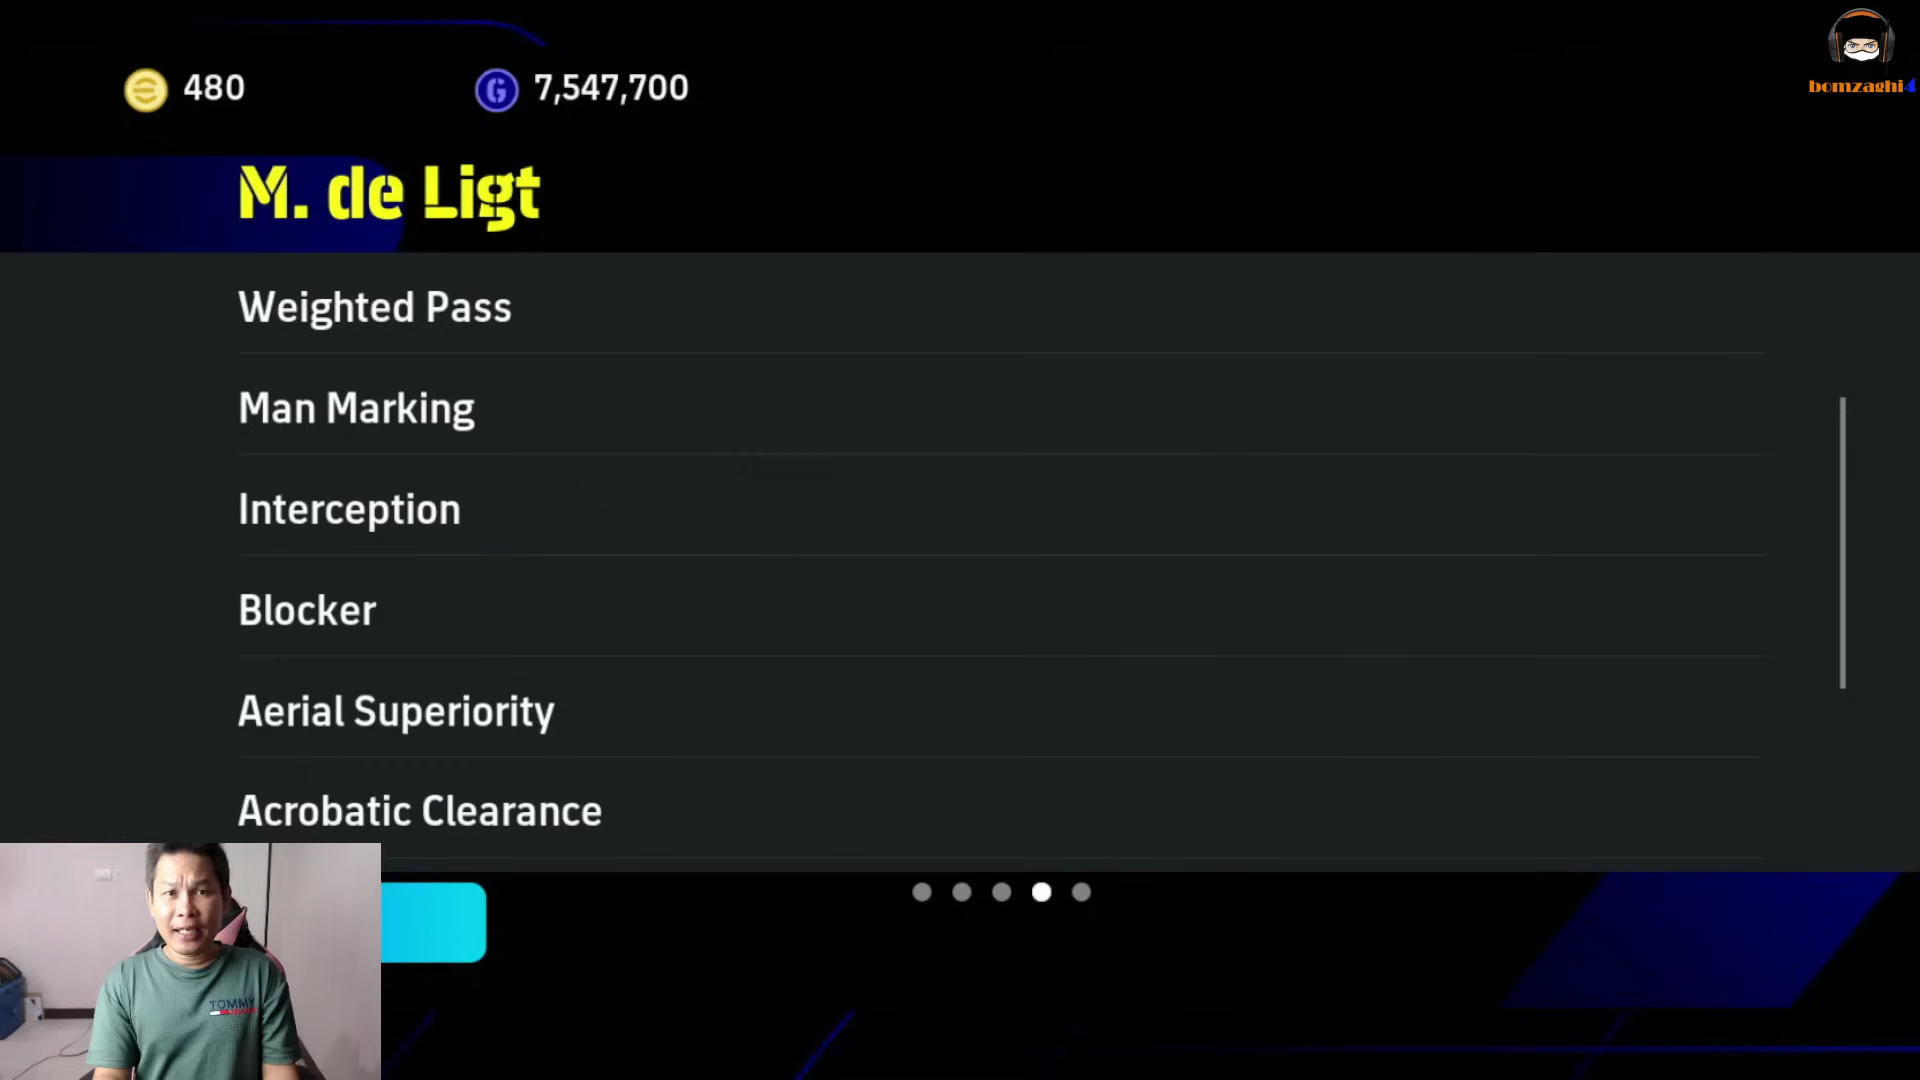 480
7,547,700
bomzaghi4
M. de Ligt
Weighted Pass
Man Marking
Interception
Blocker
Aerial Superiority
Acrobatic Clearance
TOMMY